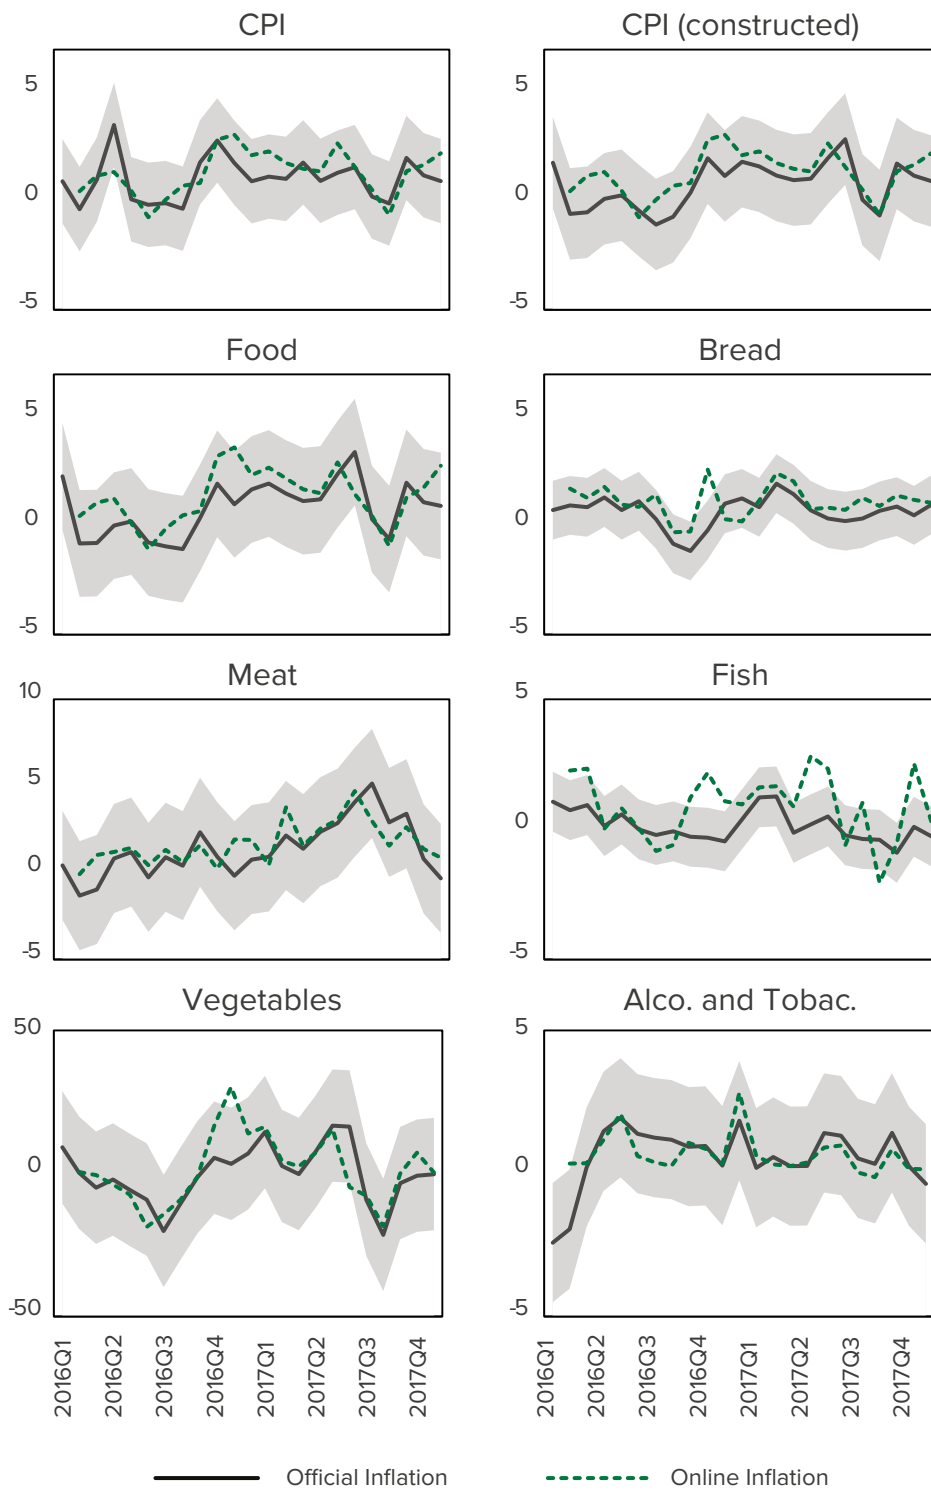 CPI
CPI (constructed)
5
0
-5
5
0
-5
Food
Bread
5
0
-5
5
0
-5
Meat
Fish
10
5
0
-5
5
0
-5
Vegetables
Alco. and Tobac.
50
0
-50
5
0
-5
2016Q1
2016Q2
2016Q3
2016Q4
2017Q1
2017Q2
2017Q3
2017Q4
2016Q1
2016Q2
2016Q3
2016Q4
2017Q1
2017Q2
2017Q3
2017Q4
Official Inflation
Online Inflation